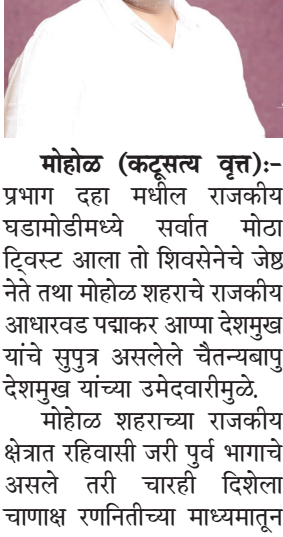 मोहोळ (कटूसत्य वृत्त):-
प्रभाग दहा मधील राजकीय
घडामोडीमध्ये सर्वात मोठा
ट्विस्ट आला तो शिवसेनेचे जेष्ठ
नेते तथा मोहोळ शहराचे राजकीय
आधारवड पद्माकर आप्पा देशमुख
यांचे सुपुत्र असलेले चैतन्यबापु
देशमुख यांच्या उमेदवारीमुळे.
मोहेाळ शहराच्या राजकीय
क्षेत्रात रहिवासी जरी पुर्व भागाचे
असले तरी चारही दिशेला
चाणाक्ष रणनितीच्या माध्यमातून